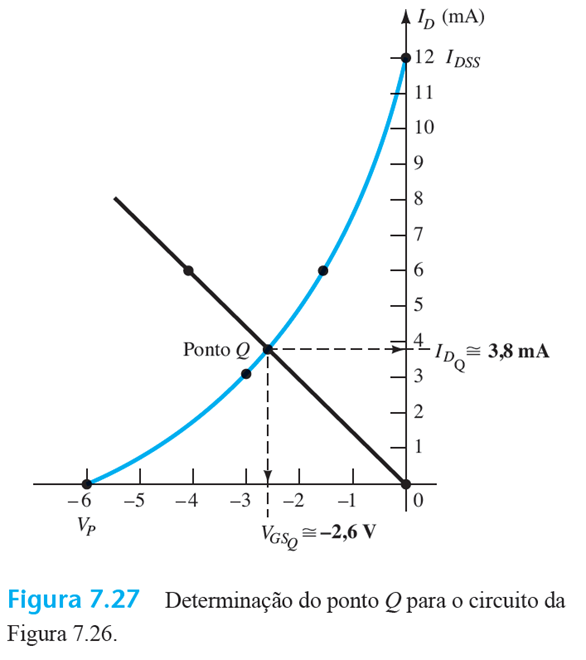 I_D (mA)
12 I_DSS
11
10
9
8
7
6
5
4
Ponto Q
I_DQ ≅ 3,8 mA
3
2
1
−6 −5 −4 −3 −2 −1 0
V_P
V_GSQ ≅ −2,6 V
Figura 7.27 Determinação do ponto Q para o circuito da
Figura 7.26.